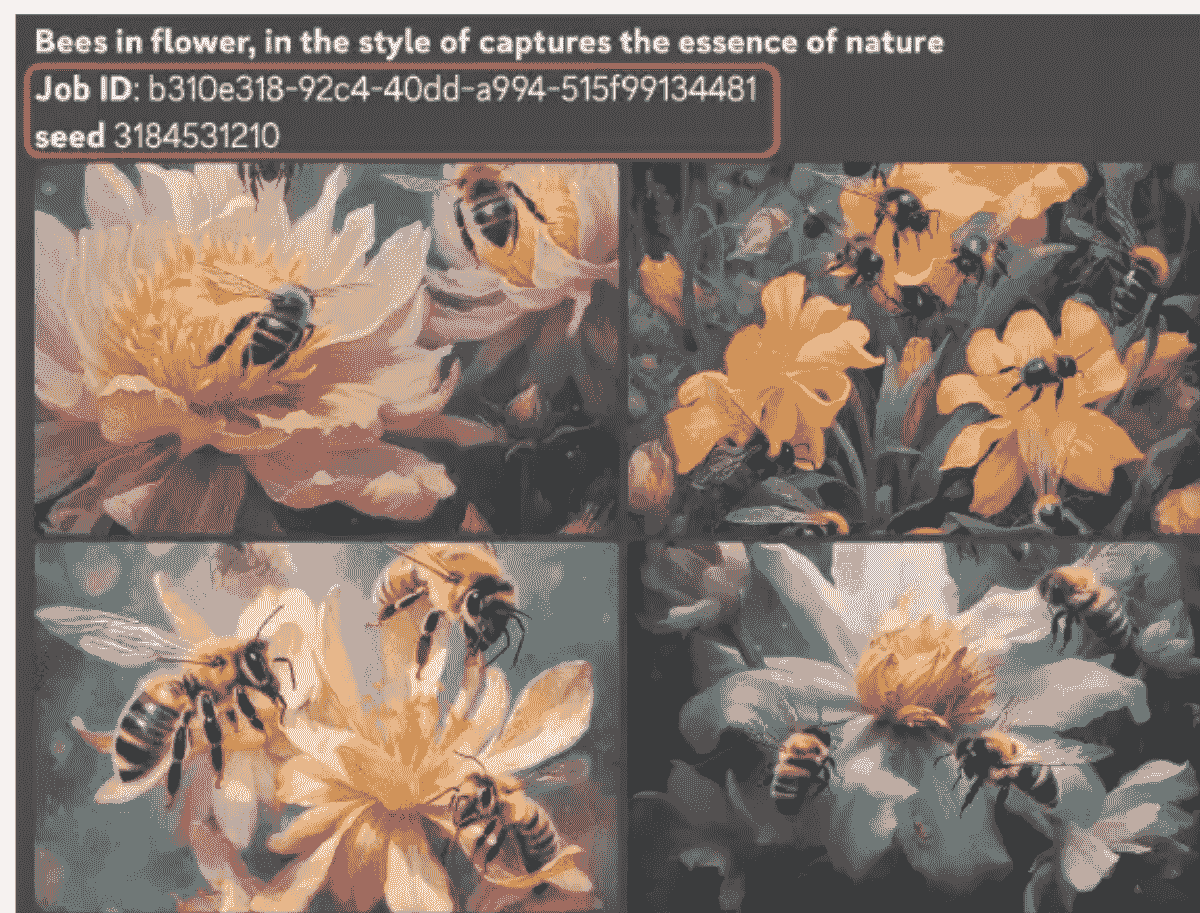 Bees in flower, in the style of captures the essence of nature
Job ID: b310e318-92c4-40dd-a994-515f99134481
seed 3184531210